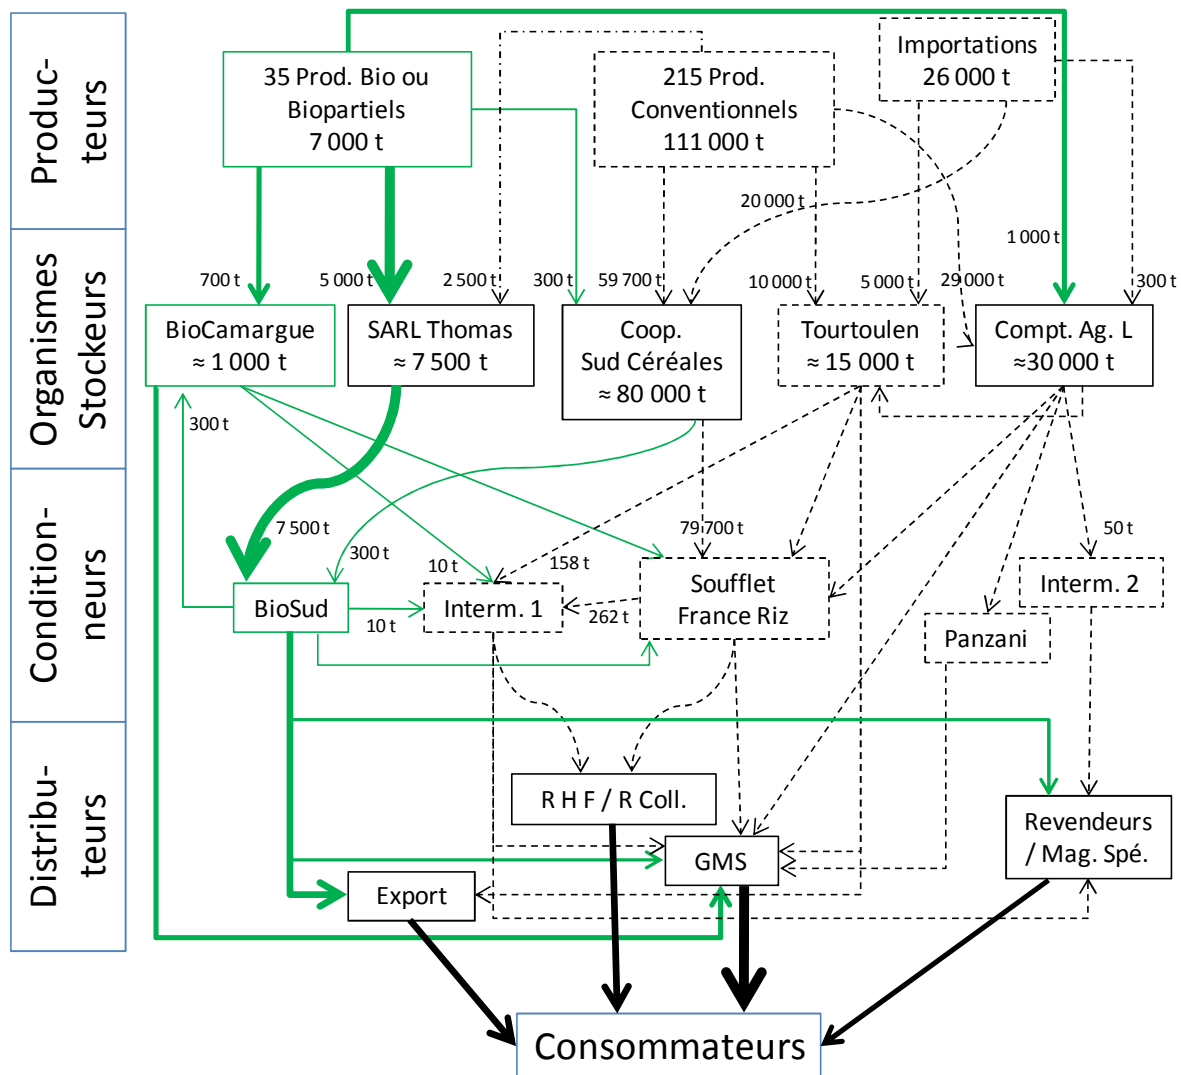 Produc-
teurs
35 Prod. Bio ou
Biopartiels
7 000 t
215 Prod.
Conventionnels
111 000 t
Importations
26 000 t
20 000 t
1 000 t
Organismes
Stockeurs
700 t
5 000 t
2 500 t
300 t
59 700 t
10 000 t
5 000 t
29 000 t
300 t
BioCamargue
≈ 1 000 t
SARL Thomas
≈ 7 500 t
Coop.
Sud Céréales
≈ 80 000 t
Tourtoulen
≈ 15 000 t
Compt. Ag. L
≈30 000 t
300 t
Condition-
neurs
7 500 t
300 t
10 t
158 t
79 700 t
50 t
BioSud
10 t
Interm. 1
262 t
Soufflet
France Riz
Interm. 2
Panzani
Distribu-
teurs
R H F / R Coll.
GMS
Export
Revendeurs
/ Mag. Spé.
Consommateurs